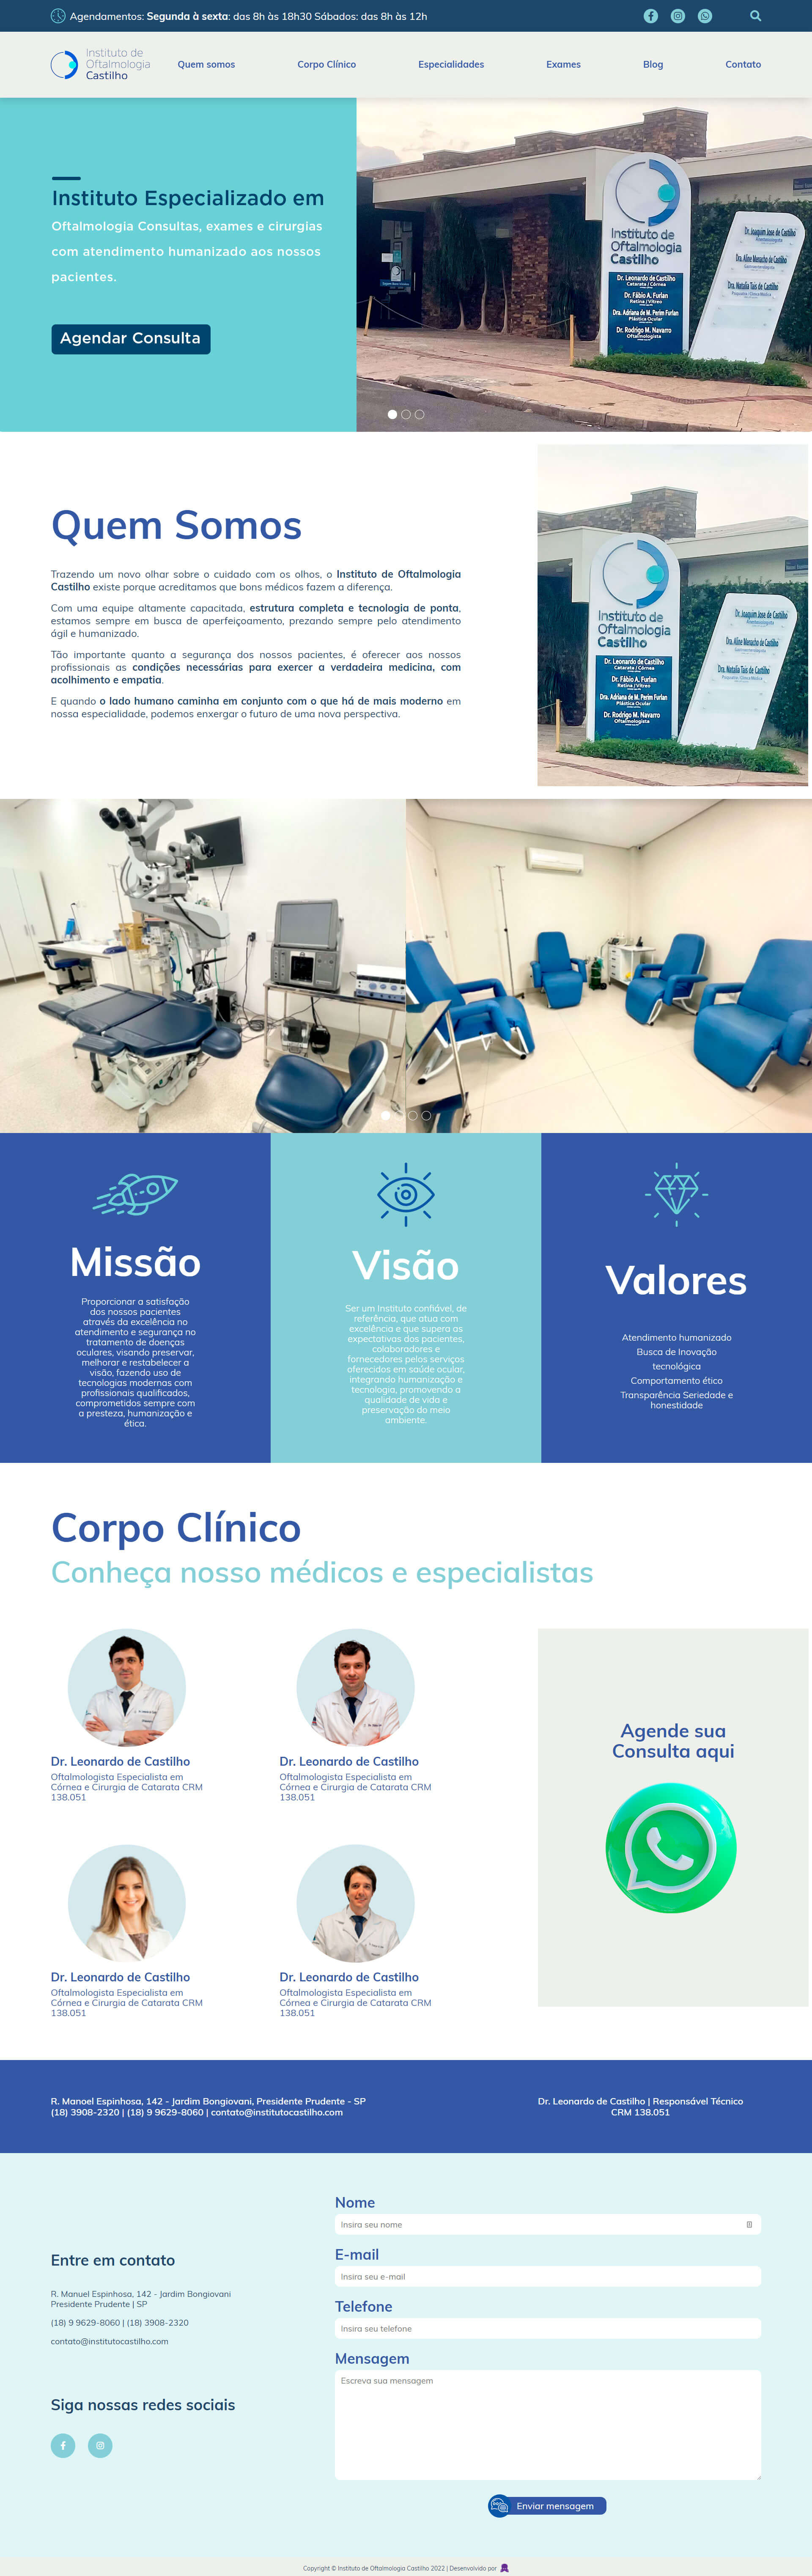 Agendamentos: Segunda à sexta: das 8h às 18h30 Sábados: das 8h às 12h
Instituto de
Oftalmologia
Castilho
Quem somos
Corpo Clínico
Especialidades
Exames
Blog
Contato
Instituto Especializado em
Oftalmologia Consultas, exames e cirurgias
com atendimento humanizado aos nossos
pacientes.
Agendar Consulta
Instituto de
Oftalmologia
Castilho
Dr. Leonardo de Castilho
Catarata / Córnea
Dr. Fábio A. Furlan
Retina / Vítreo
Dra. Adriana de M. Perim Furlan
Plástica Ocular
Dr. Rodrigo M. Navarro
Oftalmologista
Dr. Joaquim Jose de Castilho
Anestesiologista
Dra. Aline Monacho de Castilho
Dra. Natalia Tais de Castilho
Quem Somos
Trazendo um novo olhar sobre o cuidado com os olhos, o Instituto de Oftalmologia
Castilho existe porque acreditamos que bons médicos fazem a diferença.
Com uma equipe altamente capacitada, estrutura completa e tecnologia de ponta,
estamos sempre em busca de aperfeiçoamento, prezando sempre pelo atendimento
ágil e humanizado.
Tão importante quanto a segurança dos nossos pacientes, é oferecer aos nossos
profissionais as condições necessárias para exercer a verdadeira medicina, com
acolhimento e empatia.
E quando o lado humano caminha em conjunto com o que há de mais moderno em
nossa especialidade, podemos enxergar o futuro de uma nova perspectiva.
Instituto de
Oftalmologia
Castilho
Dr. Leonardo de Castilho
Catarata / Córnea
Dr. Fábio A. Furlan
Retina / Vítreo
Dra. Adriana de M. Perim Furlan
Plástica Ocular
Dr. Rodrigo M. Navarro
Oftalmologista
Dr. Joaquim Jose de Castilho
Anestesiologista
Dra. Aline Monacho de Castilho
Dra. Natalia Tais de Castilho
Missão
Proporcionar a satisfação
dos nossos pacientes
através da excelência no
atendimento e segurança no
tratamento de doenças
oculares, visando preservar,
melhorar e restabelecer a
visão, fazendo uso de
tecnologias modernas com
profissionais qualificados,
comprometidos sempre com
a presteza, humanização e
ética.
Visão
Ser um Instituto confiável, de
referência, que atua com
excelência e que supera as
expectativas dos pacientes,
colaboradores e
fornecedores pelos serviços
oferecidos em saúde ocular,
integrando humanização e
tecnologia, promovendo a
qualidade de vida e
preservação do meio
ambiente.
Valores
Atendimento humanizado
Busca de Inovação
tecnológica
Comportamento ético
Transparência Seriedade e
honestidade
Corpo Clínico
Conheça nosso médicos e especialistas
Dr. Leonardo de Castilho
Oftalmologista Especialista em
Córnea e Cirurgia de Catarata CRM
138.051
Dr. Leonardo de Castilho
Oftalmologista Especialista em
Córnea e Cirurgia de Catarata CRM
138.051
Dr. Leonardo de Castilho
Oftalmologista Especialista em
Córnea e Cirurgia de Catarata CRM
138.051
Dr. Leonardo de Castilho
Oftalmologista Especialista em
Córnea e Cirurgia de Catarata CRM
138.051
Agende sua
Consulta aqui
R. Manoel Espinhosa, 142 - Jardim Bongiovani, Presidente Prudente - SP
(18) 3908-2320 | (18) 9 9629-8060 | contato@institutocastilho.com
Dr. Leonardo de Castilho | Responsável Técnico
CRM 138.051
Entre em contato
R. Manuel Espinhosa, 142 - Jardim Bongiovani
Presidente Prudente | SP
(18) 9 9629-8060 | (18) 3908-2320
contato@institutocastilho.com
Siga nossas redes sociais
Nome
Insira seu nome
E-mail
Insira seu e-mail
Telefone
Insira seu telefone
Mensagem
Escreva sua mensagem
Enviar mensagem
Copyright © Instituto de Oftalmologia Castilho 2022 | Desenvolvido por